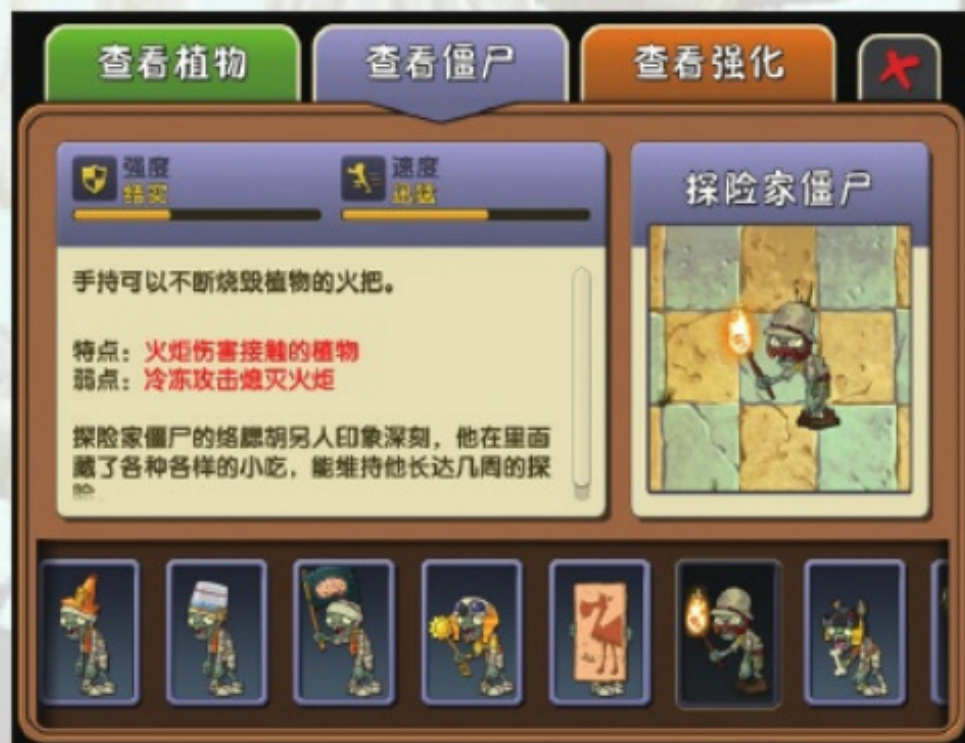 查看植物
查看僵尸
查看强化
强度
结实
速度
迅猛
探险家僵尸
手持可以不断烧毁植物的火把。
特点：火炬伤害接触的植物
弱点：冷冻攻击熄灭火炬
探险家僵尸的络腮胡另人印象深刻，他在里面
藏了各种各样的小吃，能维持他长达几周的探